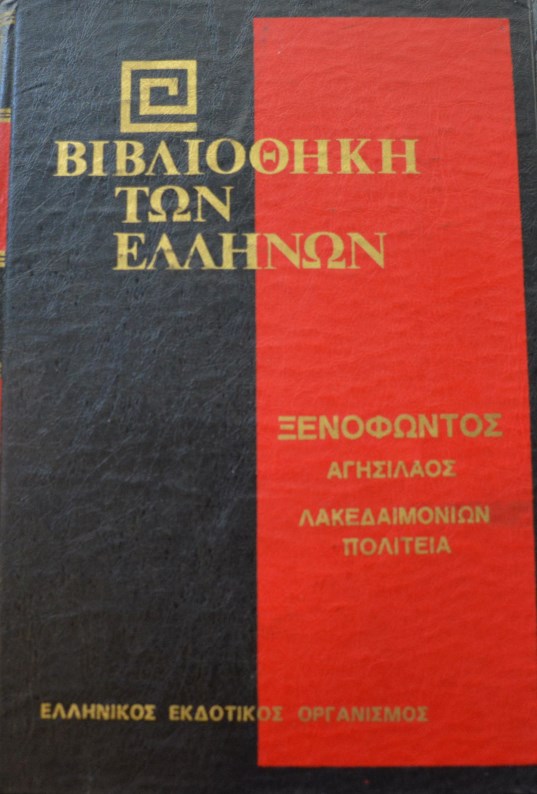 ΒΙΒΛΙΟΘΗΚΗ
ΤΩΝ
ΕΛΛΗΝΩΝ
ΞΕΝΟΦΩΝΤΟΣ
ΑΓΗΣΙΛΑΟΣ
ΛΑΚΕΔΑΙΜΟΝΙΩΝ
ΠΟΛΙΤΕΙΑ
ΕΛΛΗΝΙΚΟΣ ΕΚΔΟΤΙΚΟΣ ΟΡΓΑΝΙΣΜΟΣ